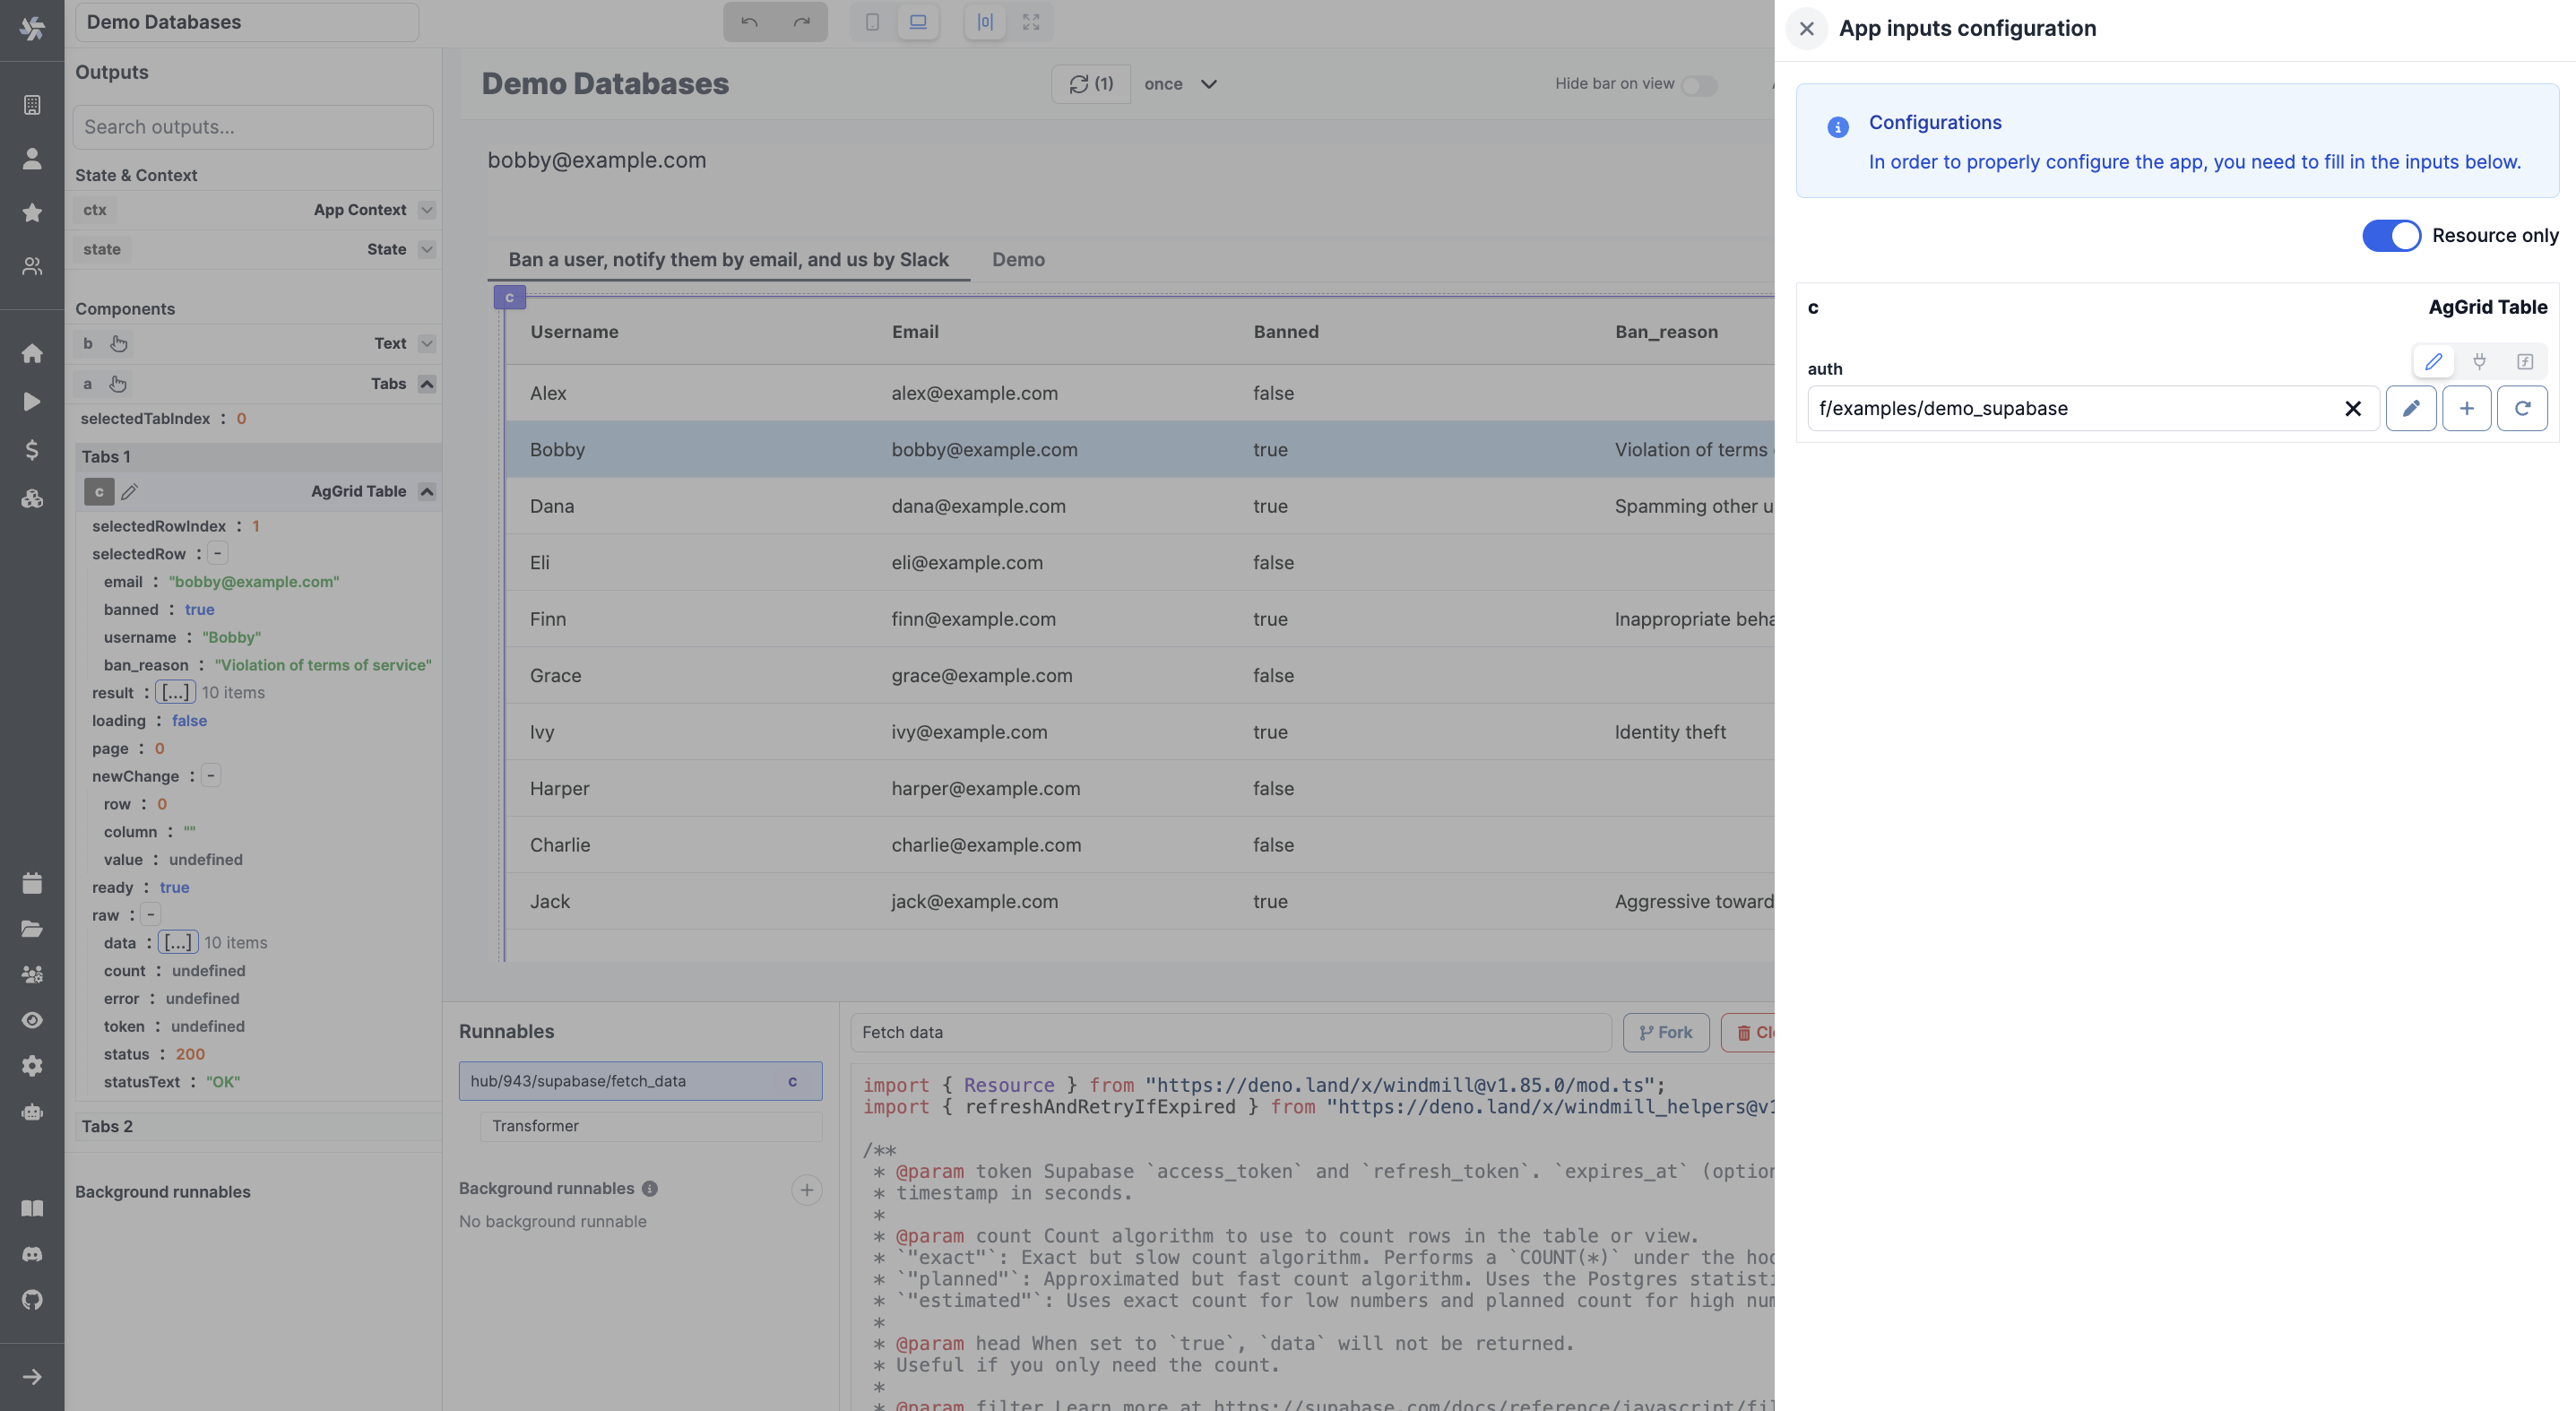 Demo Databases
Outputs
Search outputs...
State & Context
ctx App Context
state State
Components
b Text
a Tabs
selectedTabIndex : 0
Tabs 1
c AgGrid Table
selectedRowIndex : 1
selectedRow : -
email : "bobby@example.com"
banned : true
username : "Bobby"
ban_reason : "Violation of terms of service"
result : [...] 10 items
loading : false
page : 0
newChange : -
row : 0
column : ""
value : undefined
ready : true
raw : -
data : [...] 10 items
count : undefined
error : undefined
token : undefined
status : 200
statusText : "OK"
Tabs 2
Background runnables
Demo Databases
(1) once
Hide bar on view
bobby@example.com
Ban a user, notify them by email, and us by Slack Demo
c
Username Email Banned Ban_reason
Alex alex@example.com false
Bobby bobby@example.com true Violation of terms
Dana dana@example.com true Spamming other u
Eli eli@example.com false
Finn finn@example.com true Inappropriate beha
Grace grace@example.com false
Ivy ivy@example.com true Identity theft
Harper harper@example.com false
Charlie charlie@example.com false
Jack jack@example.com true Aggressive toward
Runnables
hub/943/supabase/fetch_data c
Transformer
Background runnables
No background runnable
Fetch data Fork Cle
import { Resource } from "https://deno.land/x/windmill@v1.85.0/mod.ts";
import { refreshAndRetryIfExpired } from "https://deno.land/x/windmill_helpers@v1
/**
* @param token Supabase `access_token` and `refresh_token`. `expires_at` (option
* timestamp in seconds.
*
* @param count Count algorithm to use to count rows in the table or view.
* `"exact"`: Exact but slow count algorithm. Performs a `COUNT(*)` under the hoo
* `"planned"`: Approximated but fast count algorithm. Uses the Postgres statisti
* `"estimated"`: Uses exact count for low numbers and planned count for high num
*
* @param head When set to `true`, `data` will not be returned.
* Useful if you only need the count.
*
* @param filter Learn more at https://supabase.com/docs/reference/javascript/fil
App inputs configuration
Configurations
In order to properly configure the app, you need to fill in the inputs below.
Resource only
c AgGrid Table
auth
f/examples/demo_supabase